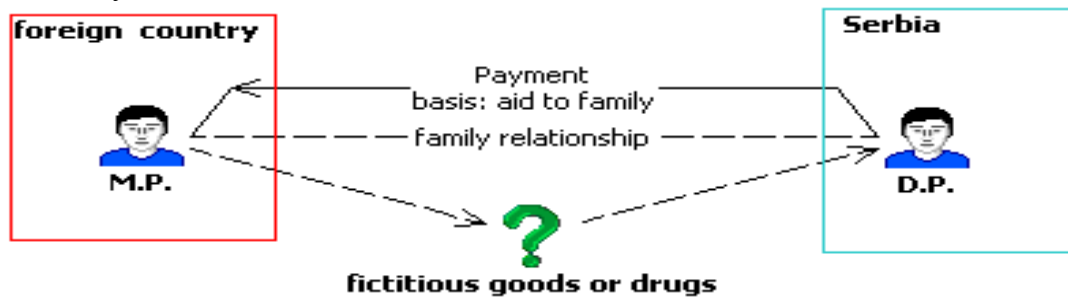 foreign country
Serbia
Payment
basis: aid to family
family relationship
M.P.
D.P.
?
fictitious goods or drugs